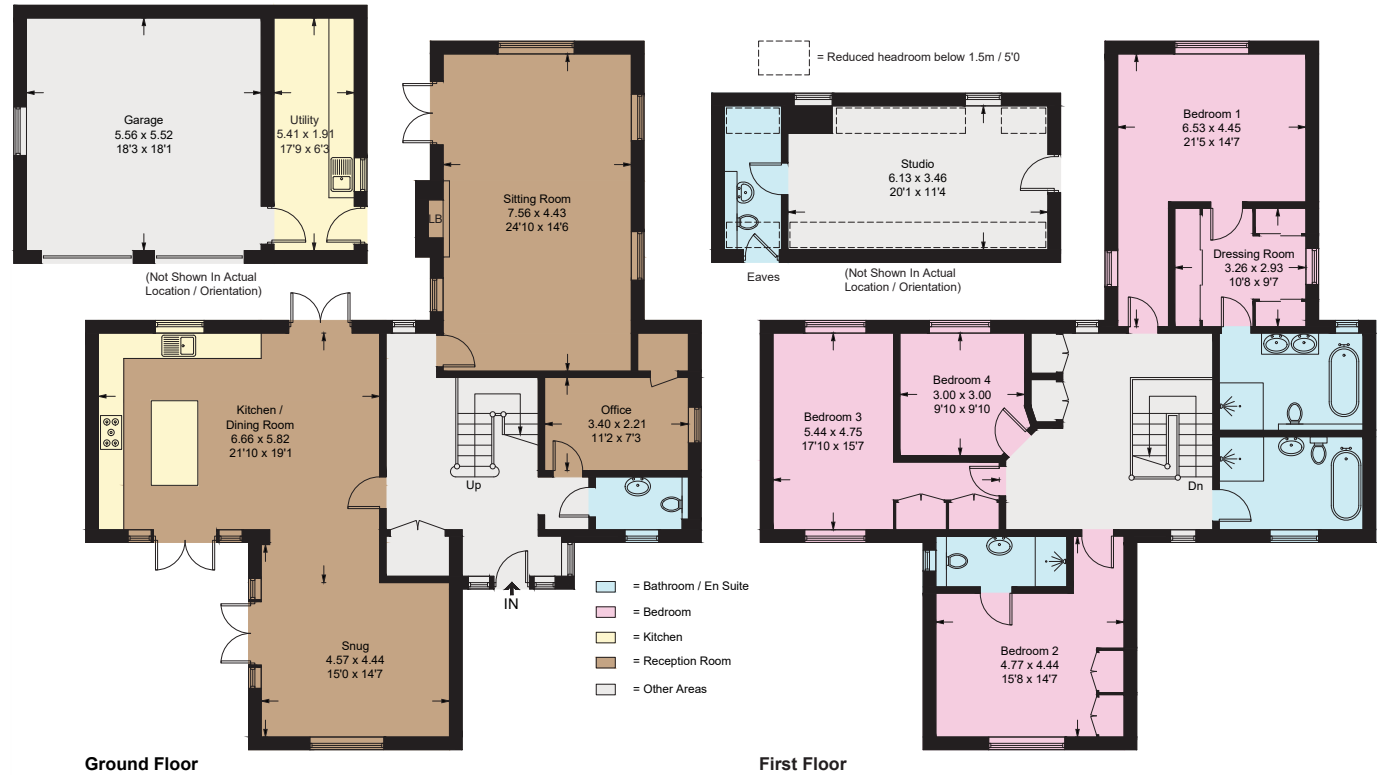 Garage
5.56 x 5.52
18'3 x 18'1
Utility
5.41 x 1.91
17'9 x 6'3
(Not Shown In Actual
Location / Orientation)
Sitting Room
7.56 x 4.43
24'10 x 14'6
LB
Kitchen /
Dining Room
6.66 x 5.82
21'10 x 19'1
Office
3.40 x 2.21
11'2 x 7'3
Up
IN
Snug
4.57 x 4.44
15'0 x 14'7
Ground Floor
= Bathroom / En Suite
= Bedroom
= Kitchen
= Reception Room
= Other Areas
= Reduced headroom below 1.5m / 5'0
Studio
6.13 x 3.46
20'1 x 11'4
Eaves
(Not Shown In Actual
Location / Orientation)
Bedroom 1
6.53 x 4.45
21'5 x 14'7
Dressing Room
3.26 x 2.93
10'8 x 9'7
Bedroom 4
3.00 x 3.00
9'10 x 9'10
Bedroom 3
5.44 x 4.75
17'10 x 15'7
Dn
Bedroom 2
4.77 x 4.44
15'8 x 14'7
First Floor